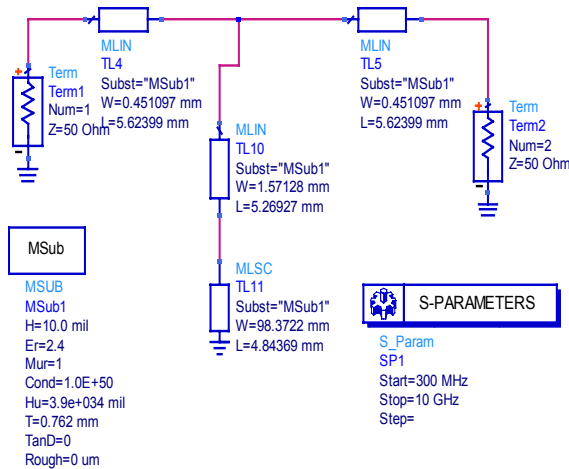 MLIN
TL4
Subst="MSub1"
W=0.451097 mm
L=5.62399 mm
MLIN
TL5
Subst="MSub1"
W=0.451097 mm
L=5.62399 mm
+
Term
Term1
Num=1
Z=50 Ohm
-
+
Term
Term2
Num=2
Z=50 Ohm
-
MLIN
TL10
Subst="MSub1"
W=1.57128 mm
L=5.26927 mm
MLSC
TL11
Subst="MSub1"
W=98.3722 mm
L=4.84369 mm
MSub
MSUB
MSub1
H=10.0 mil
Er=2.4
Mur=1
Cond=1.0E+50
Hu=3.9e+034 mil
T=0.762 mm
TanD=0
Rough=0 um
S-PARAMETERS
S_Param
SP1
Start=300 MHz
Stop=10 GHz
Step=